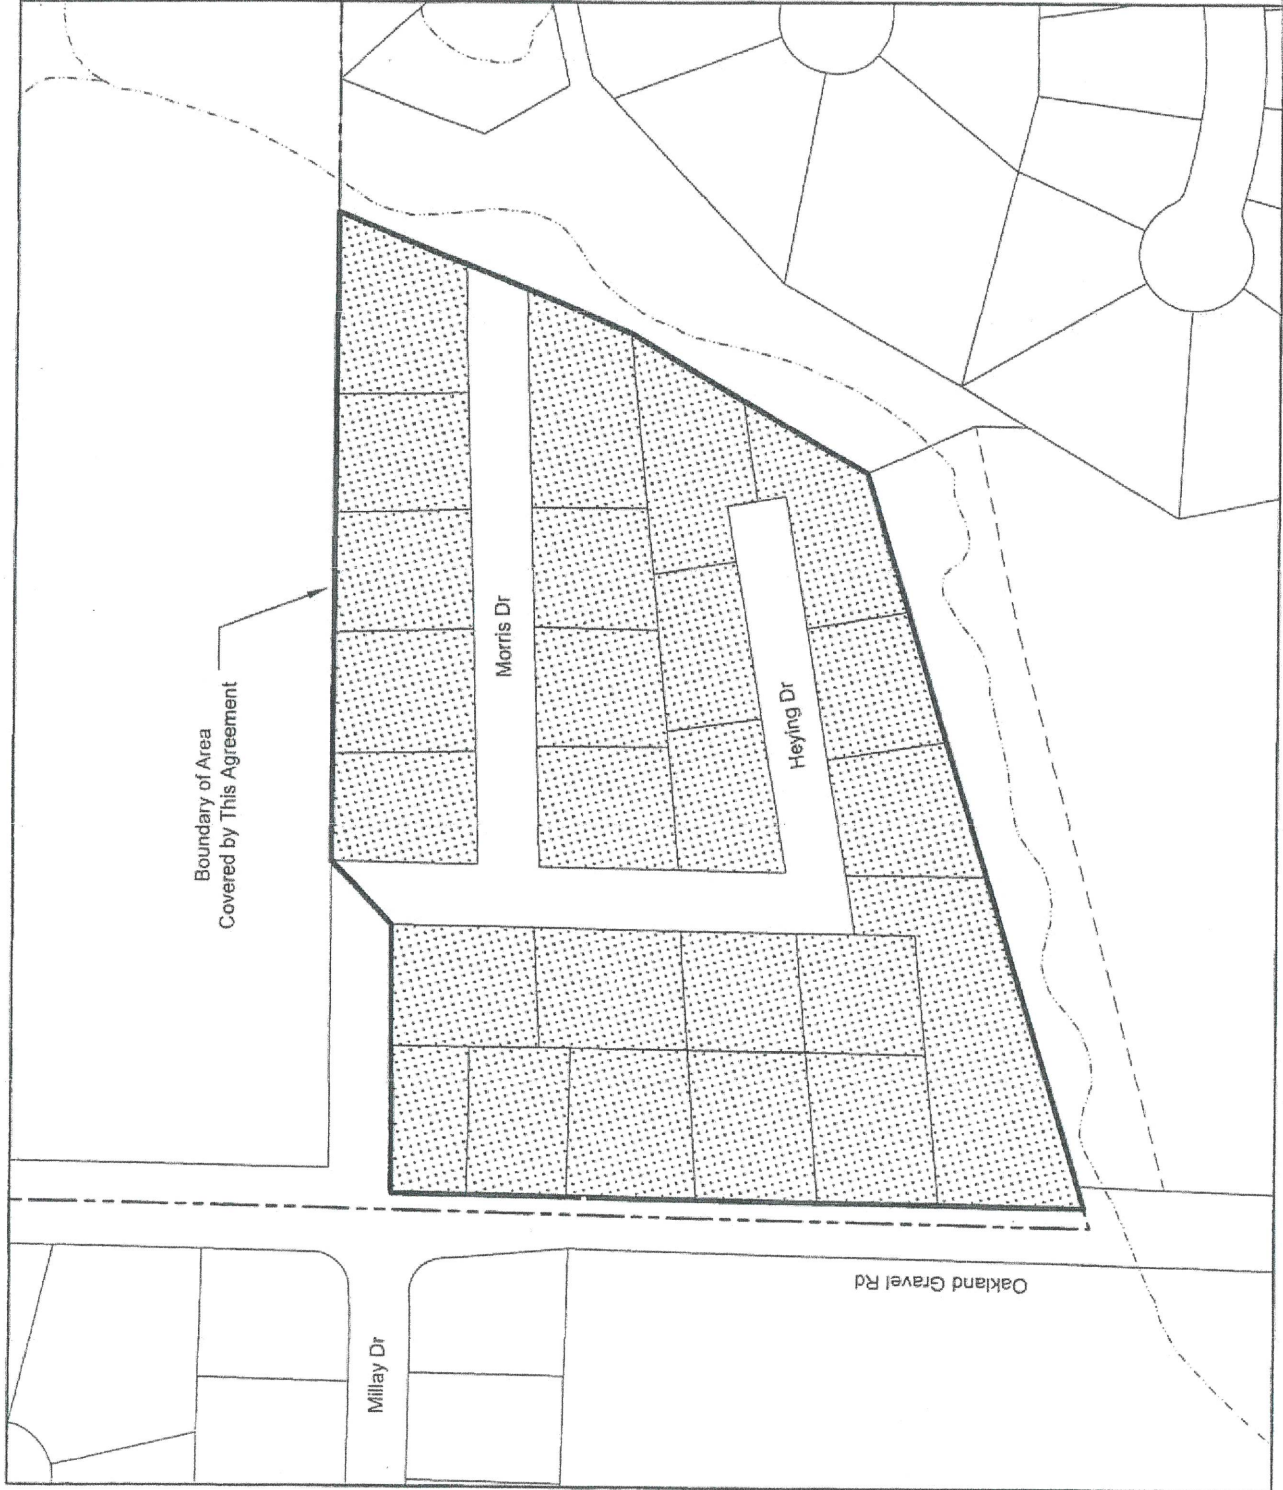 Boundary of Area
Covered by This Agreement
Morris Dr
Heying Dr
Millay Dr
Oakland Gravel Rd